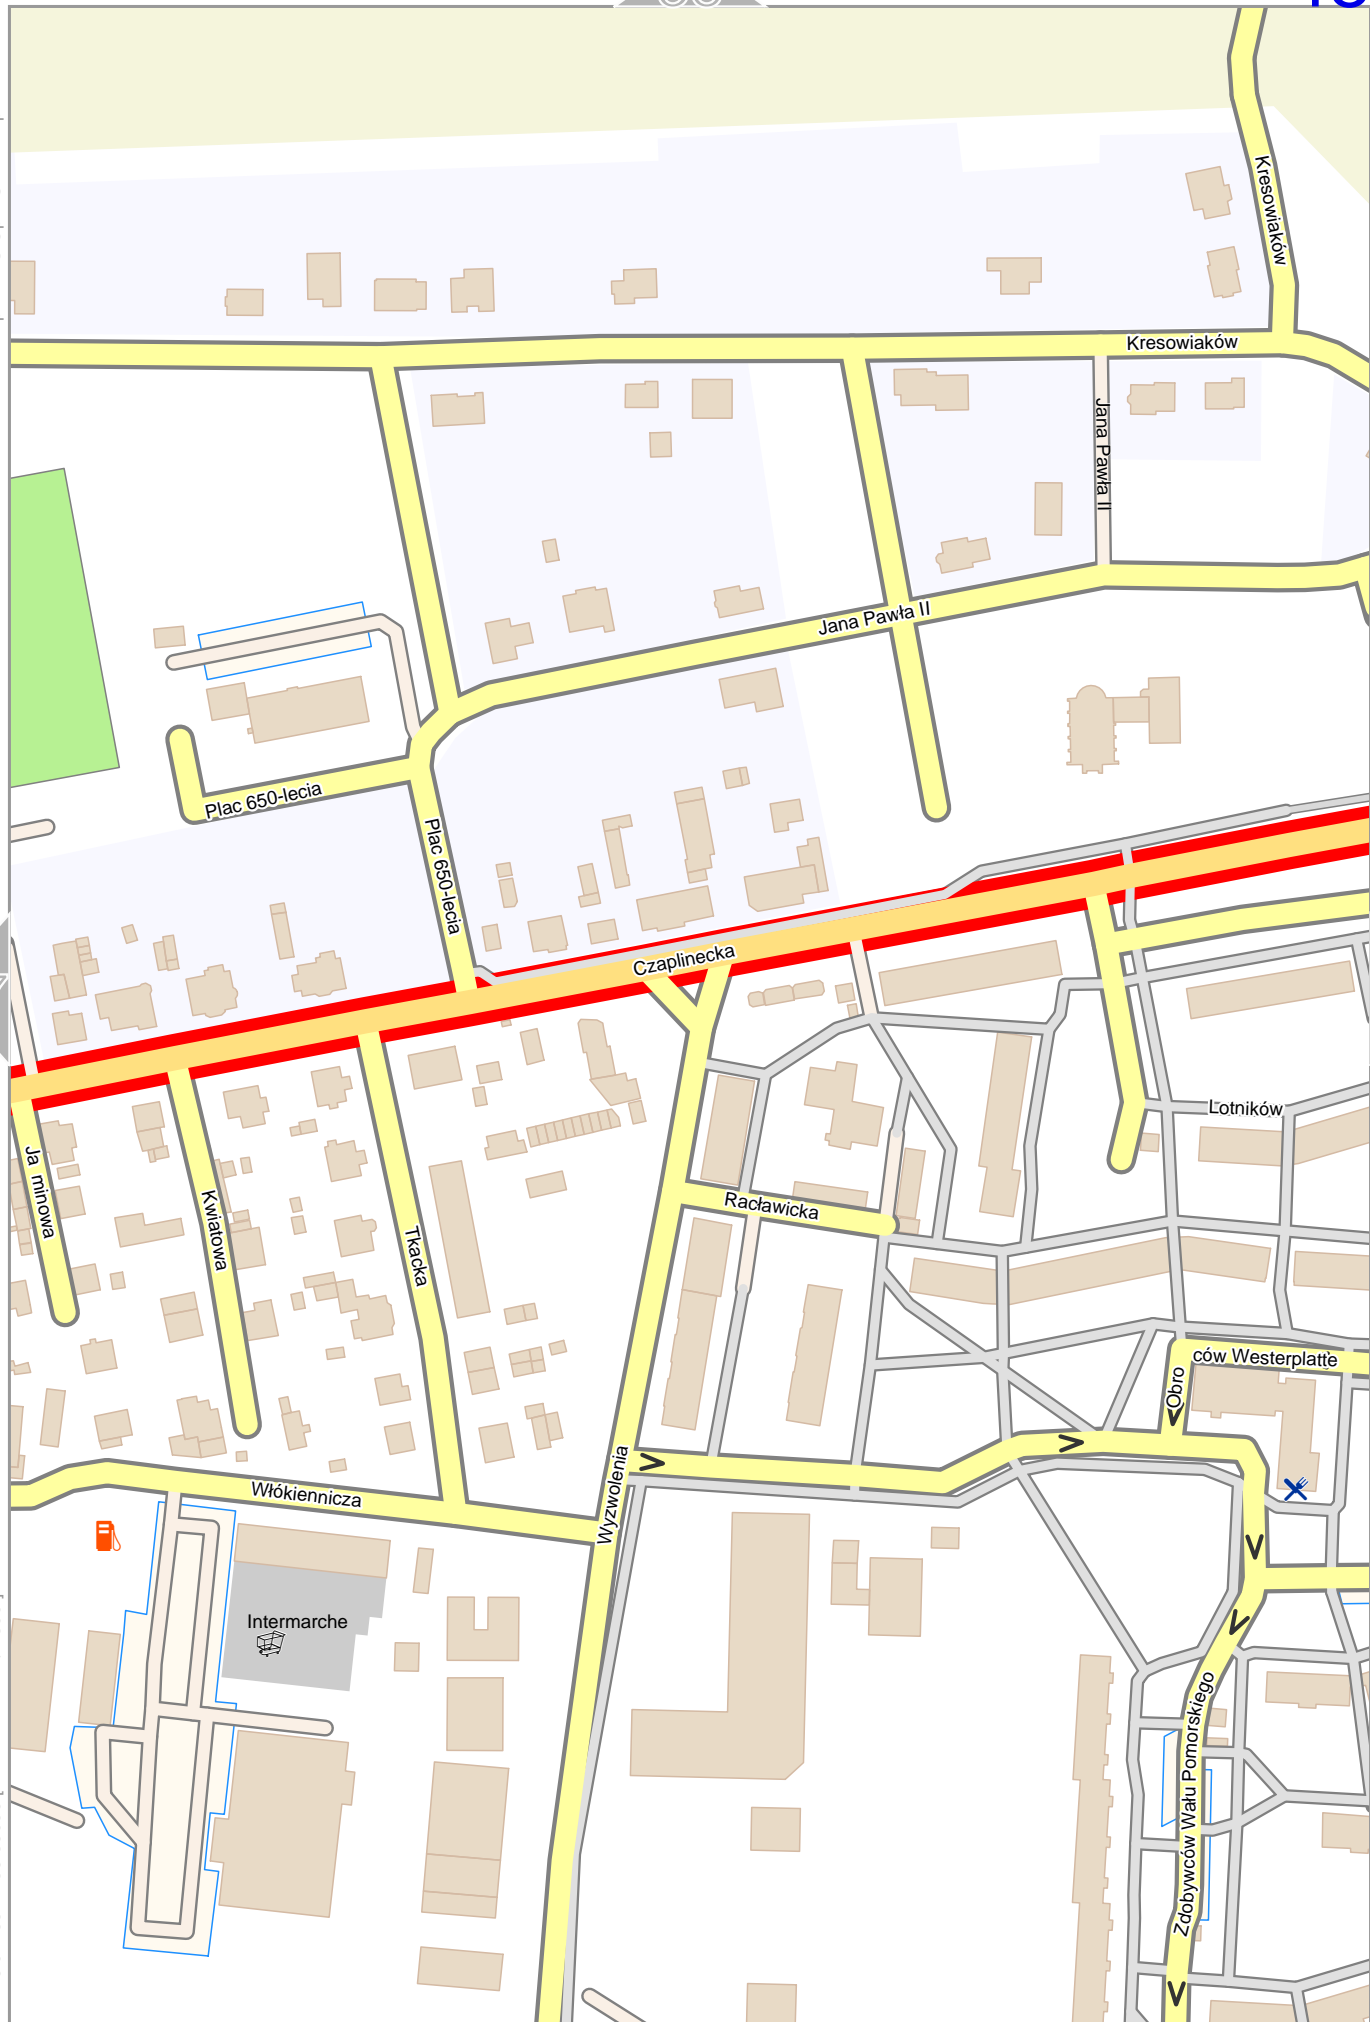 Kresowiaków
Kresowiaków
Jana Pawła II
Jana Pawła II
Plac 650-lecia
Plac 650-lecia
Czaplinecka
Lotników
Ja minowa
Kwiatowa
Tkacka
Racławicka
ców Westerplatte
Obro
Wyzwolenia
Włókiennicza
Intermarche
Zdobywców Wału Pomorskiego